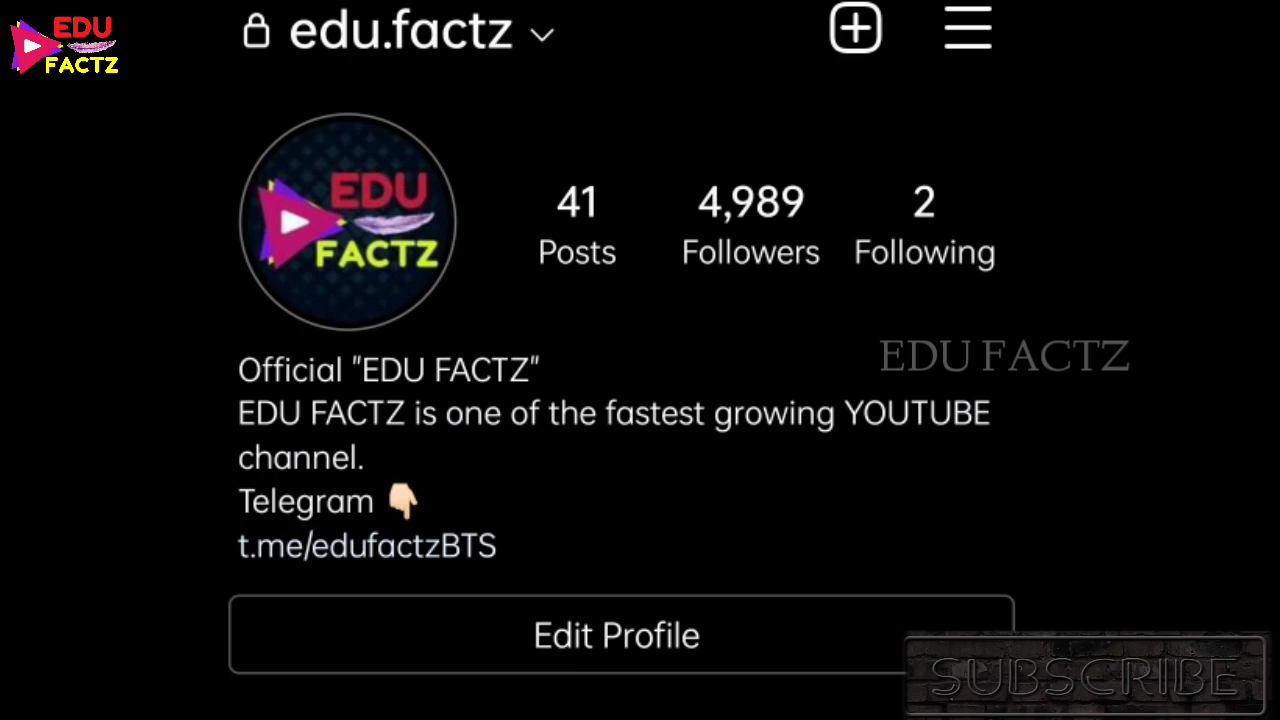 EDU
FACTZ
edu.factz
EDU
FACTZ
41
Posts
4,989
Followers
2
Following
EDU FACTZ
Official "EDU FACTZ"
EDU FACTZ is one of the fastest growing YOUTUBE
channel.
Telegram 👇🏻
t.me/edufactzBTS
Edit Profile
SUBSCRIBE